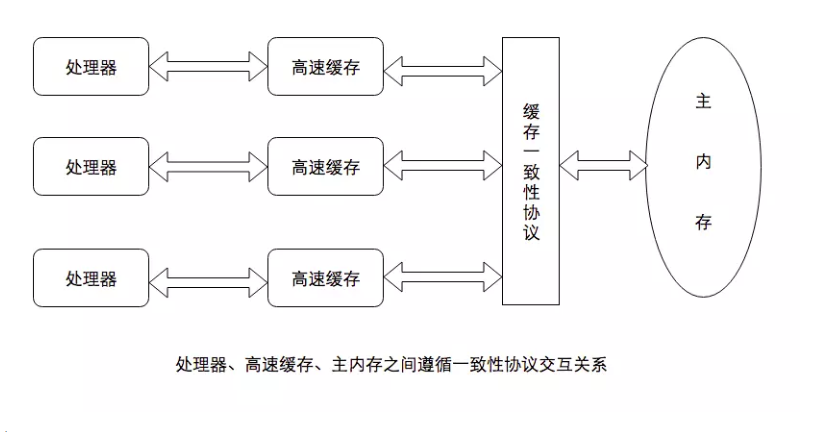 处理器
高速缓存
处理器
高速缓存
处理器
高速缓存
缓存一致性协议
主内存
处理器、高速缓存、主内存之间遵循一致性协议交互关系